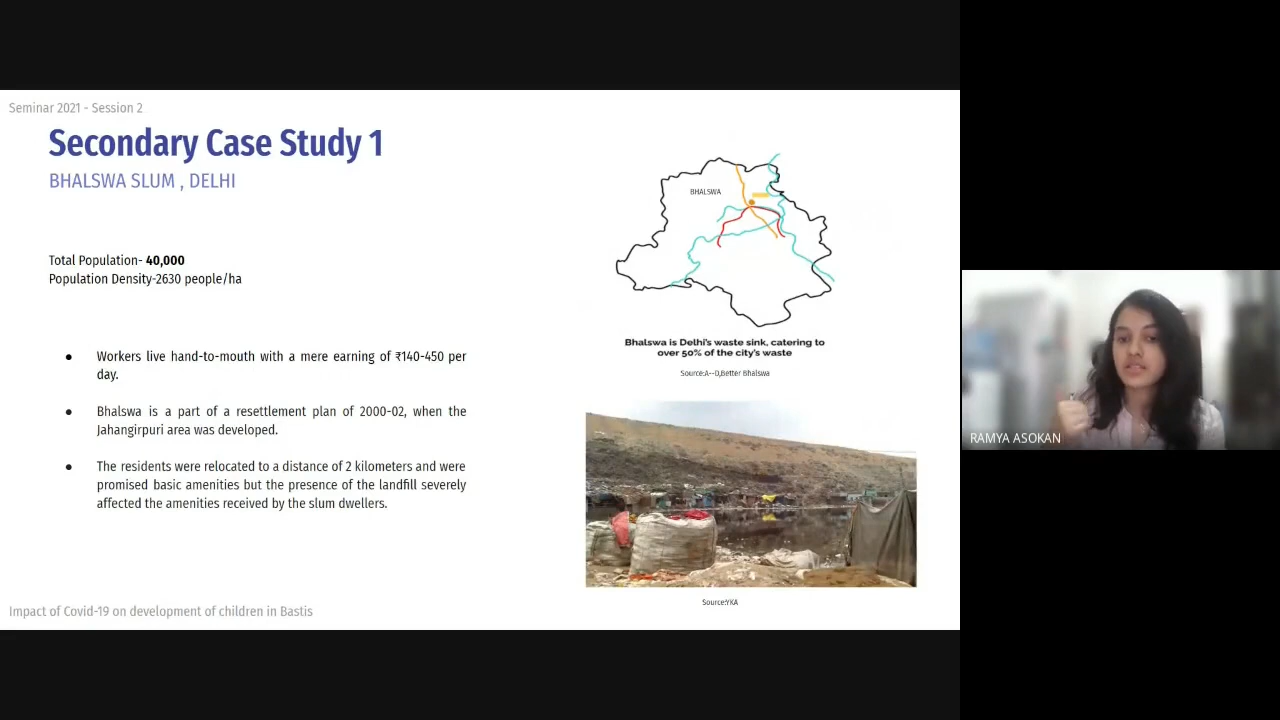 Seminar 2021 - Session 2
Secondary Case Study 1
BHALSWA SLUM , DELHI
Total Population- 40,000
Population Density-2630 people/ha
● Workers live hand-to-mouth with a mere earning of ₹140-450 per
day.
● Bhalswa is a part of a resettlement plan of 2000-02, when the
Jahangirpuri area was developed.
● The residents were relocated to a distance of 2 kilometers and were
promised basic amenities but the presence of the landfill severely
affected the amenities received by the slum dwellers.
Impact of Covid-19 on development of children in Bastis
BHALSWA
Bhalswa is Delhi's waste sink, catering to
over 50% of the city's waste
Source:A--D,Better Bhalswa
Source:YKA
RAMYA ASOKAN